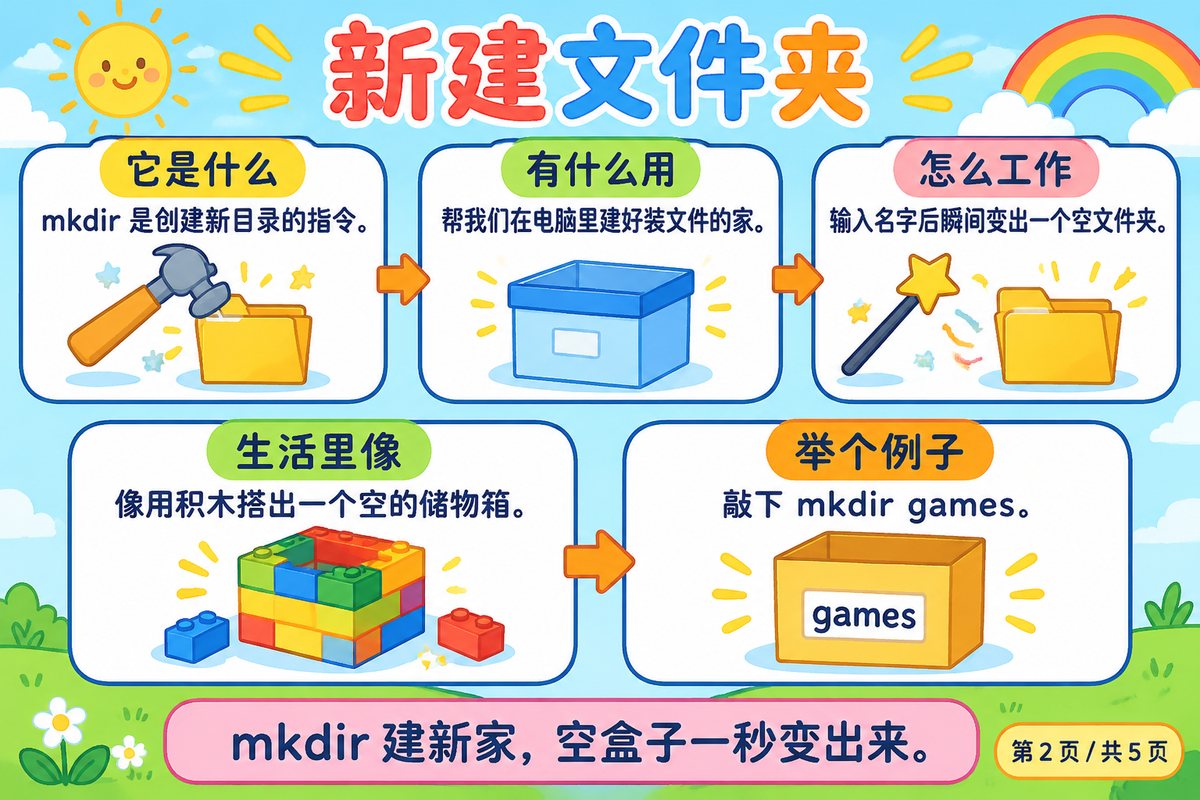 新建文件夹
它是什么
mkdir 是创建新目录的指令。
有什么用
帮我们在电脑里建好装文件的家。
怎么工作
输入名字后瞬间变出一个空文件夹。
生活里像
像用积木搭出一个空的储物箱。
举个例子
敲下 mkdir games。
games
mkdir 建新家，空盒子一秒变出来。
第2页/共5页